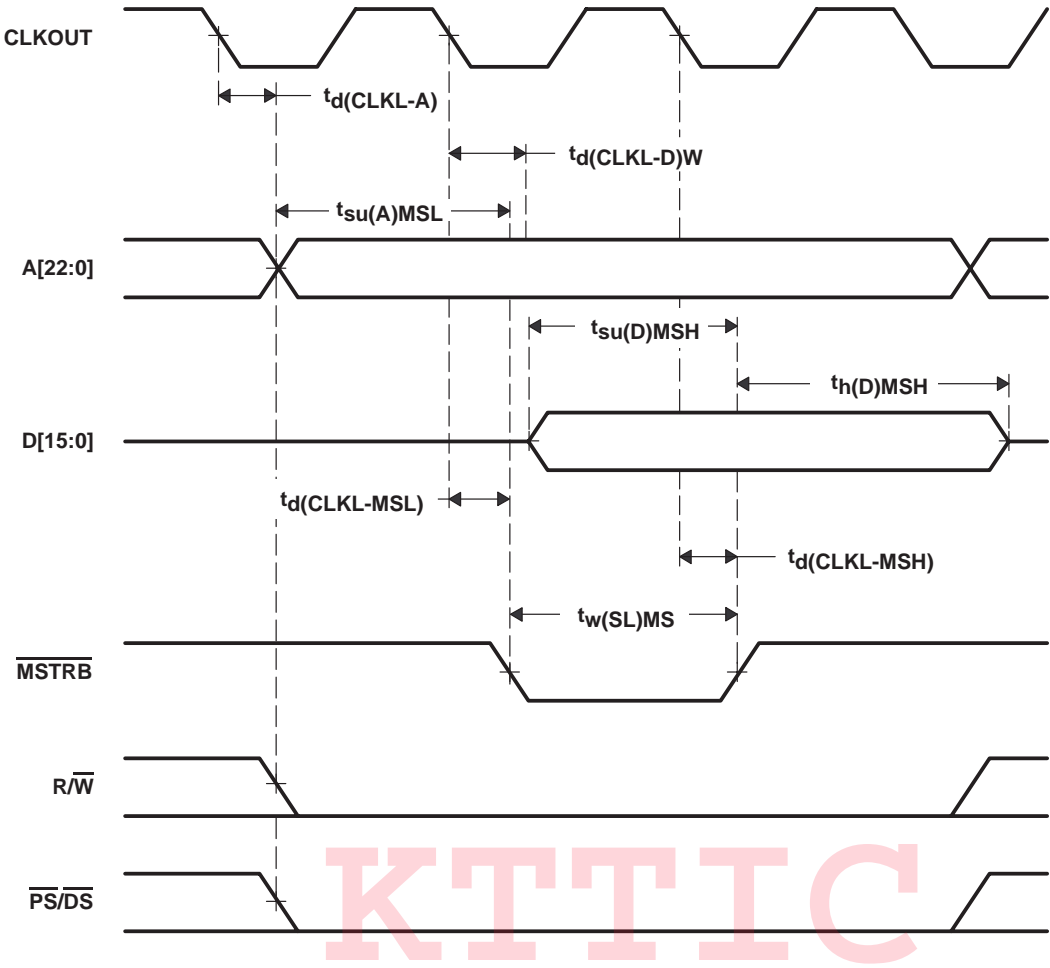 CLKOUT
td(CLKL-A)
td(CLKL-D)W
tsu(A)MSL
A[22:0]
tsu(D)MSH
th(D)MSH
D[15:0]
td(CLKL-MSL)
td(CLKL-MSH)
tw(SL)MS
MSTRB
R/W
PS/DS
KTTIC